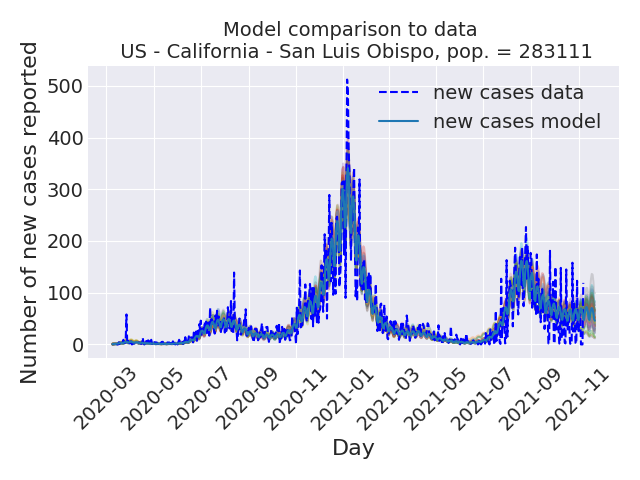 Model comparison to data
US - California - San Luis Obispo, pop. = 283111
Number of new cases reported
500
400
300
200
100
0
new cases data
new cases model
2020-03
2020-05
2020-07
2020-09
2020-11
2021-01
2021-03
2021-05
2021-07
2021-09
2021-11
Day